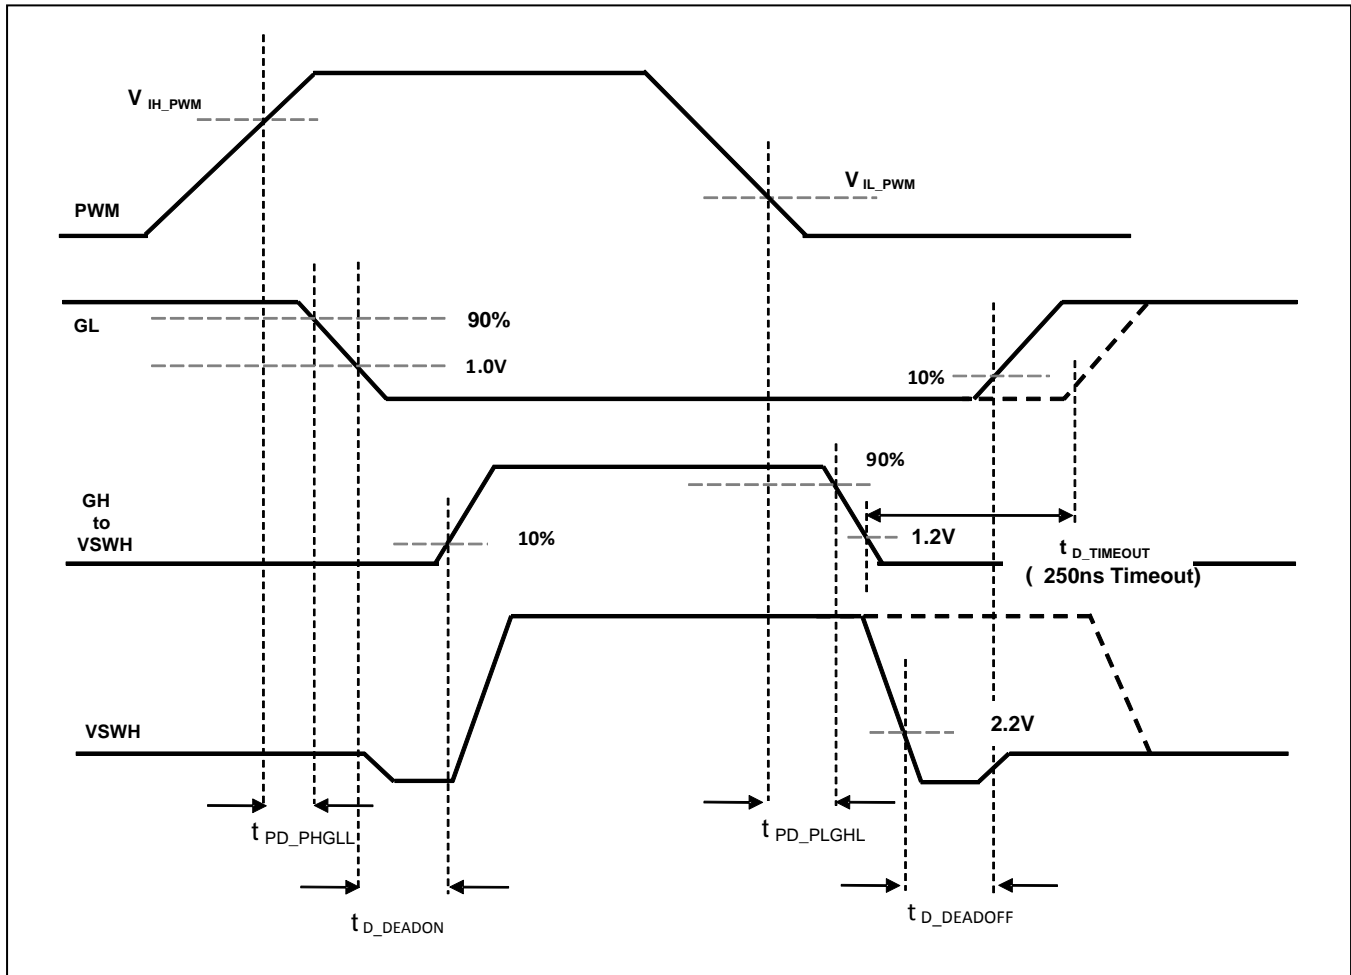 V IH_PWM
V IL_PWM
PWM
GL
90%
1.0V
10%
90%
GH
to
VSWH
10%
1.2V
t D_TIMEOUT
( 250ns Timeout)
VSWH
2.2V
t PD_PHGLL
t PD_PLGHL
t D_DEADON
t D_DEADOFF